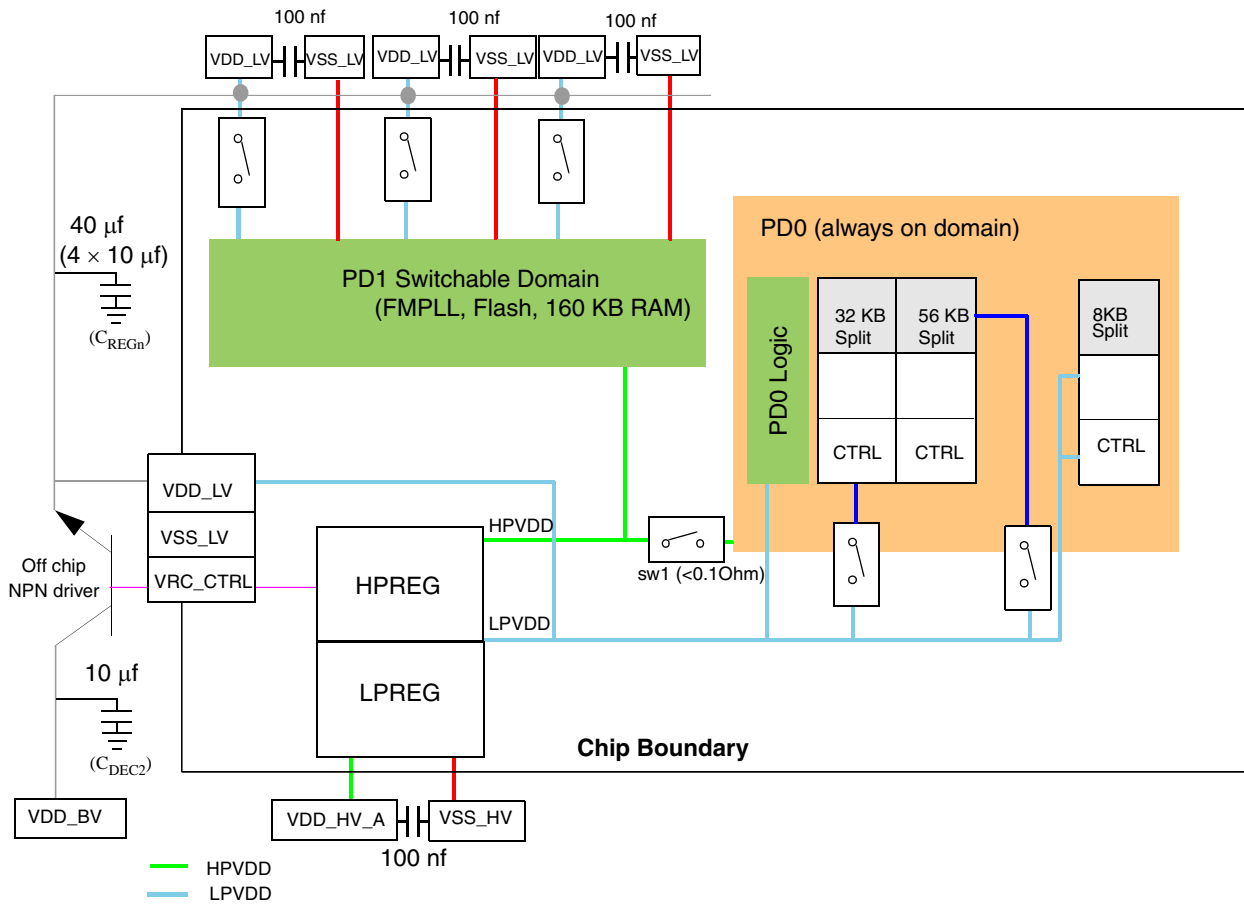 100 nf
100 nf
100 nf
VDD_LV
VSS_LV
VDD_LV
VSS_LV
VDD_LV
VSS_LV
40 μf
(4 × 10 μf)
(CREGn)
PD1 Switchable Domain
(FMPLL, Flash, 160 KB RAM)
PD0 (always on domain)
PD0 Logic
32 KB
Split
56 KB
Split
8KB
Split
CTRL
CTRL
CTRL
VDD_LV
VSS_LV
VRC_CTRL
Off chip
NPN driver
HPREG
LPREG
HPVDD
LPVDD
sw1 (<0.1Ohm)
10 μf
(CDEC2)
Chip Boundary
VDD_BV
VDD_HV_A
VSS_HV
100 nf
HPVDD
LPVDD